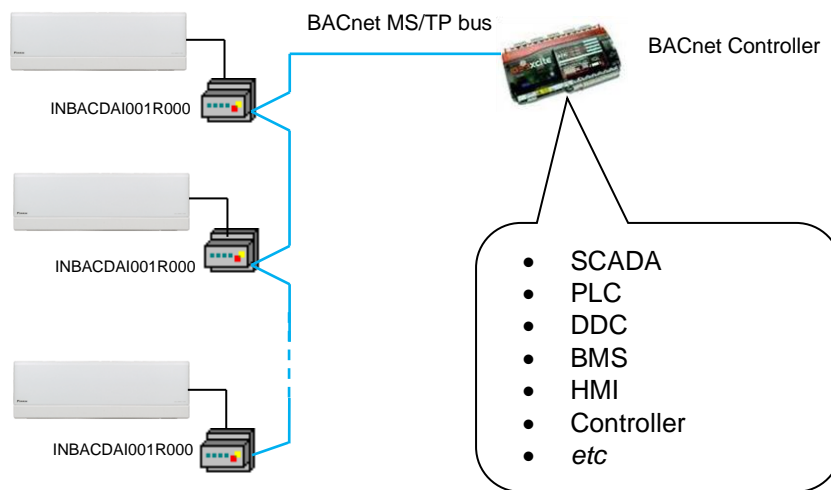 BACnet MS/TP bus
BACnet Controller
INBACDAI001R000
INBACDAI001R000
INBACDAI001R000
• SCADA
• PLC
• DDC
• BMS
• HMI
• Controller
• etc